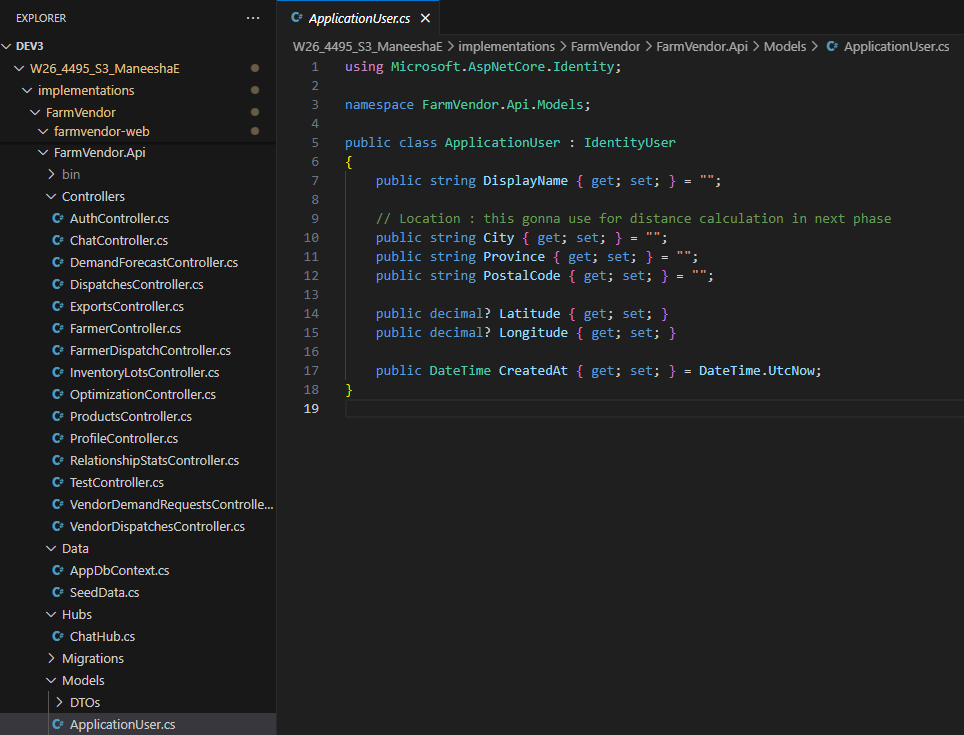 EXPLORER
DEV3
W26_4495_S3_ManeeshaE
implementations
FarmVendor
farmvendor-web
FarmVendor.Api
bin
Controllers
C# AuthController.cs
C# ChatController.cs
C# DemandForecastController.cs
C# DispatchesController.cs
C# ExportsController.cs
C# FarmerController.cs
C# FarmerDispatchController.cs
C# InventoryLotsController.cs
C# OptimizationController.cs
C# ProductsController.cs
C# ProfileController.cs
C# RelationshipStatsController.cs
C# TestController.cs
C# VendorDemandRequestsControlle...
C# VendorDispatchesController.cs
Data
C# AppDbContext.cs
C# SeedData.cs
Hubs
C# ChatHub.cs
Migrations
Models
DTOs
C# ApplicationUser.cs
C# ApplicationUser.cs
W26_4495_S3_ManeeshaE > implementations > FarmVendor > FarmVendor.Api > Models > C# ApplicationUser.cs
1 using Microsoft.AspNetCore.Identity;
2
3 namespace FarmVendor.Api.Models;
4
5 public class ApplicationUser : IdentityUser
6 {
7 public string DisplayName { get; set; } = "";
8
9 // Location : this gonna use for distance calculation in next phase
10 public string City { get; set; } = "";
11 public string Province { get; set; } = "";
12 public string PostalCode { get; set; } = "";
13
14 public decimal? Latitude { get; set; }
15 public decimal? Longitude { get; set; }
16
17 public DateTime CreatedAt { get; set; } = DateTime.UtcNow;
18 }
19